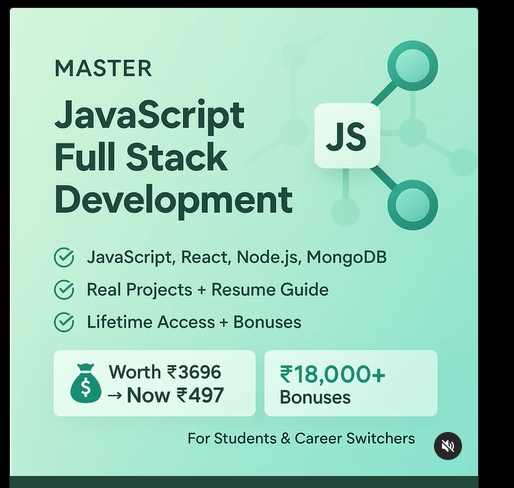 MASTER
JavaScript
Full Stack
Development
JS
JavaScript, React, Node.js, MongoDB
Real Projects + Resume Guide
Lifetime Access + Bonuses
$
Worth ₹3696
→ Now ₹497
₹18,000+
Bonuses
For Students & Career Switchers